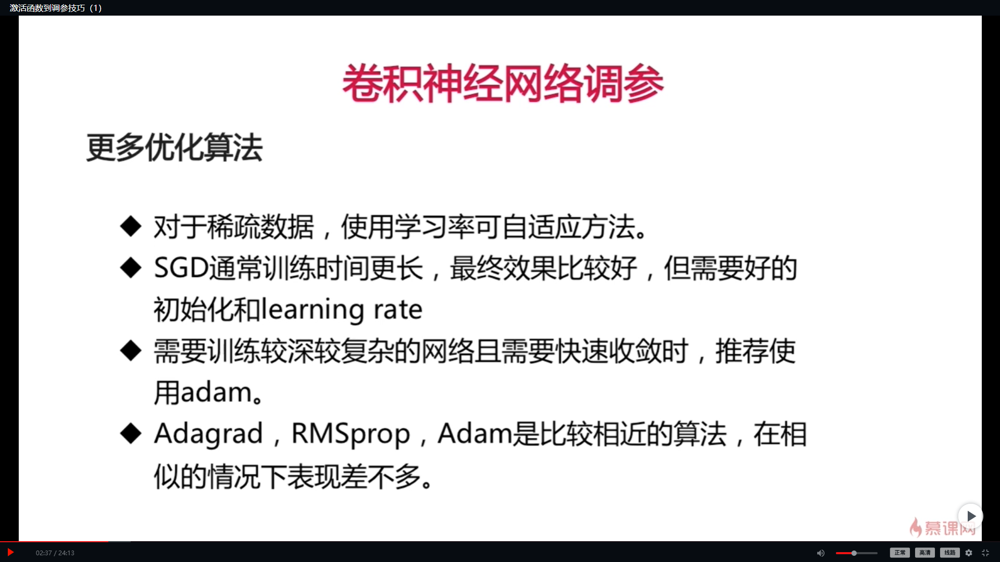 激活函数到调参技巧（1）
卷积神经网络调参
更多优化算法
◆ 对于稀疏数据，使用学习率可自适应方法。
◆ SGD通常训练时间更长，最终效果比较好，但需要好的
初始化和learning rate
◆ 需要训练较深较复杂的网络且需要快速收敛时，推荐使
用adam。
◆ Adagrad，RMSprop，Adam是比较相近的算法，在相
似的情况下表现差不多。
慕课网
02:37 / 24:13
正常 高清 线路